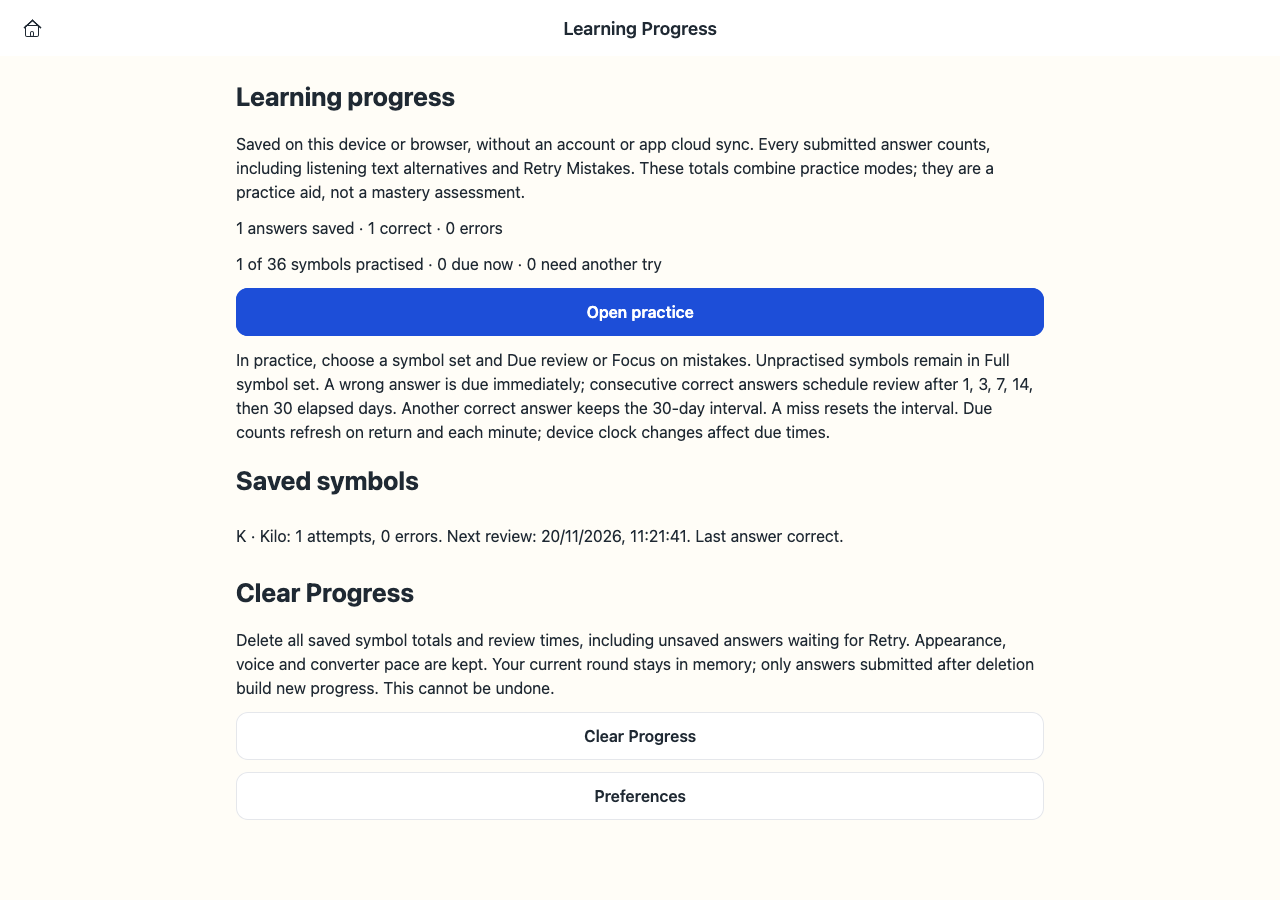 Learning Progress
Learning progress
Saved on this device or browser, without an account or app cloud sync. Every submitted answer counts,
including listening text alternatives and Retry Mistakes. These totals combine practice modes; they are a
practice aid, not a mastery assessment.
1 answers saved · 1 correct · 0 errors
1 of 36 symbols practised · 0 due now · 0 need another try
Open practice
In practice, choose a symbol set and Due review or Focus on mistakes. Unpractised symbols remain in Full
symbol set. A wrong answer is due immediately; consecutive correct answers schedule review after 1, 3, 7, 14,
then 30 elapsed days. Another correct answer keeps the 30-day interval. A miss resets the interval. Due
counts refresh on return and each minute; device clock changes affect due times.
Saved symbols
K · Kilo: 1 attempts, 0 errors. Next review: 20/11/2026, 11:21:41. Last answer correct.
Clear Progress
Delete all saved symbol totals and review times, including unsaved answers waiting for Retry. Appearance,
voice and converter pace are kept. Your current round stays in memory; only answers submitted after deletion
build new progress. This cannot be undone.
Clear Progress
Preferences